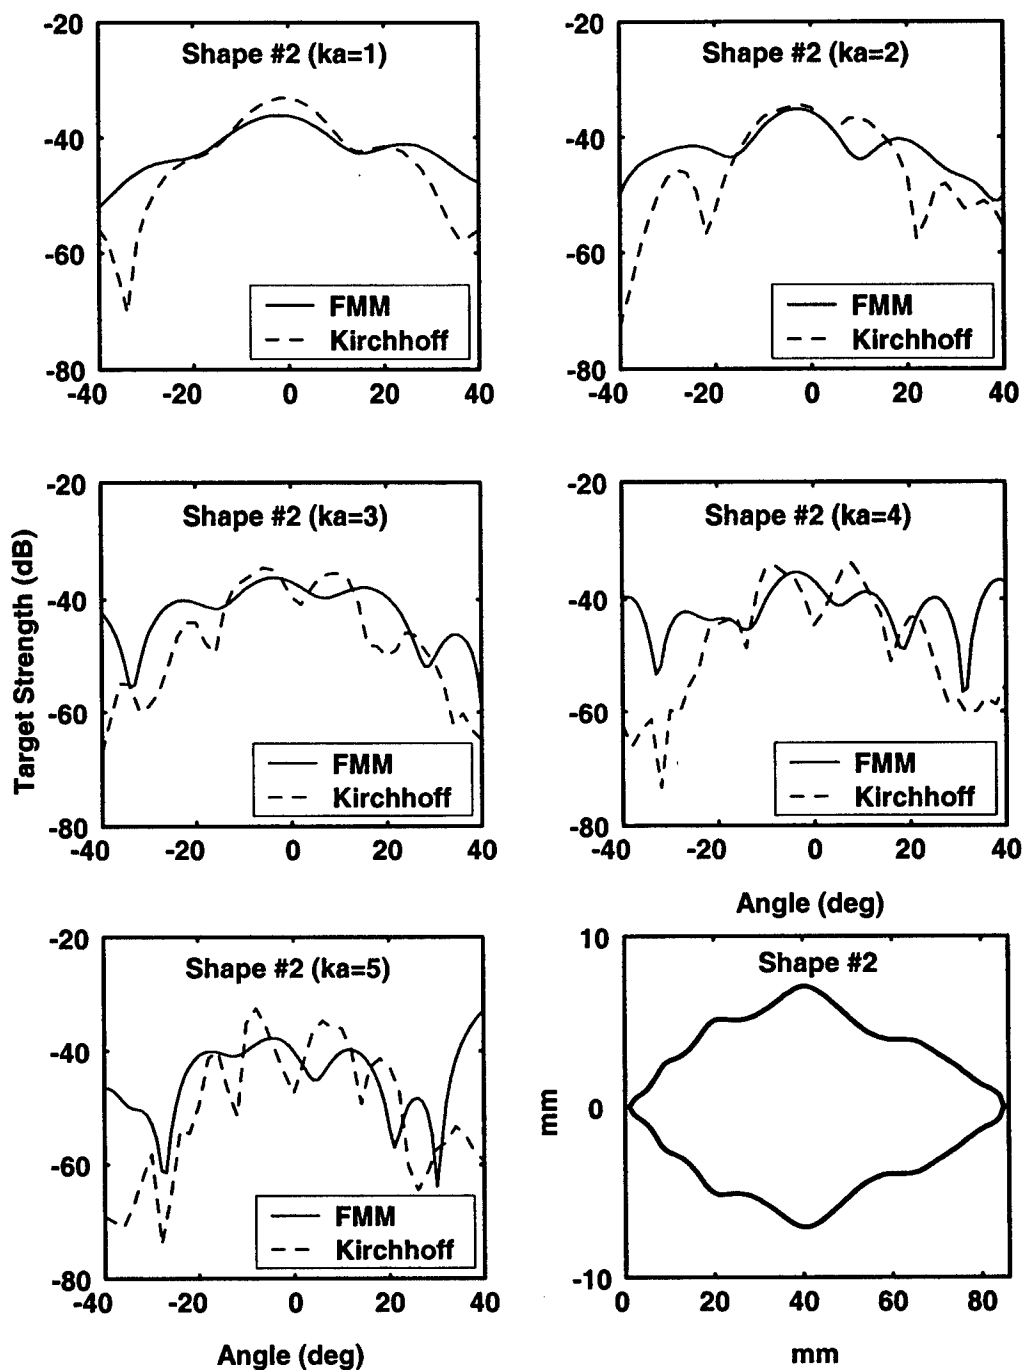 -20
-40
-60
-80
Shape #2 (ka=1)
FMM
Kirchhoff
-40 -20 0 20 40
-20
-40
-60
-80
Shape #2 (ka=2)
FMM
Kirchhoff
-40 -20 0 20 40
Target Strength (dB)
-20
-40
-60
-80
Shape #2 (ka=3)
FMM
Kirchhoff
-40 -20 0 20 40
-20
-40
-60
-80
Shape #2 (ka=4)
FMM
Kirchhoff
-40 -20 0 20 40
Angle (deg)
-20
-40
-60
-80
Shape #2 (ka=5)
FMM
Kirchhoff
-40 -20 0 20 40
Angle (deg)
10
0
-10
mm
Shape #2
0 20 40 60 80
mm